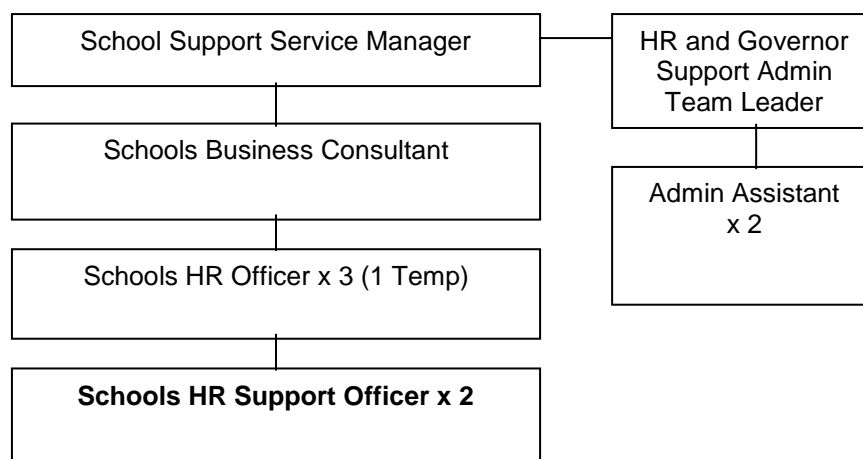 School Support Service Manager
HR and Governor
Support Admin
Team Leader
Schools Business Consultant
Admin Assistant
x 2
Schools HR Officer x 3 (1 Temp)
Schools HR Support Officer x 2